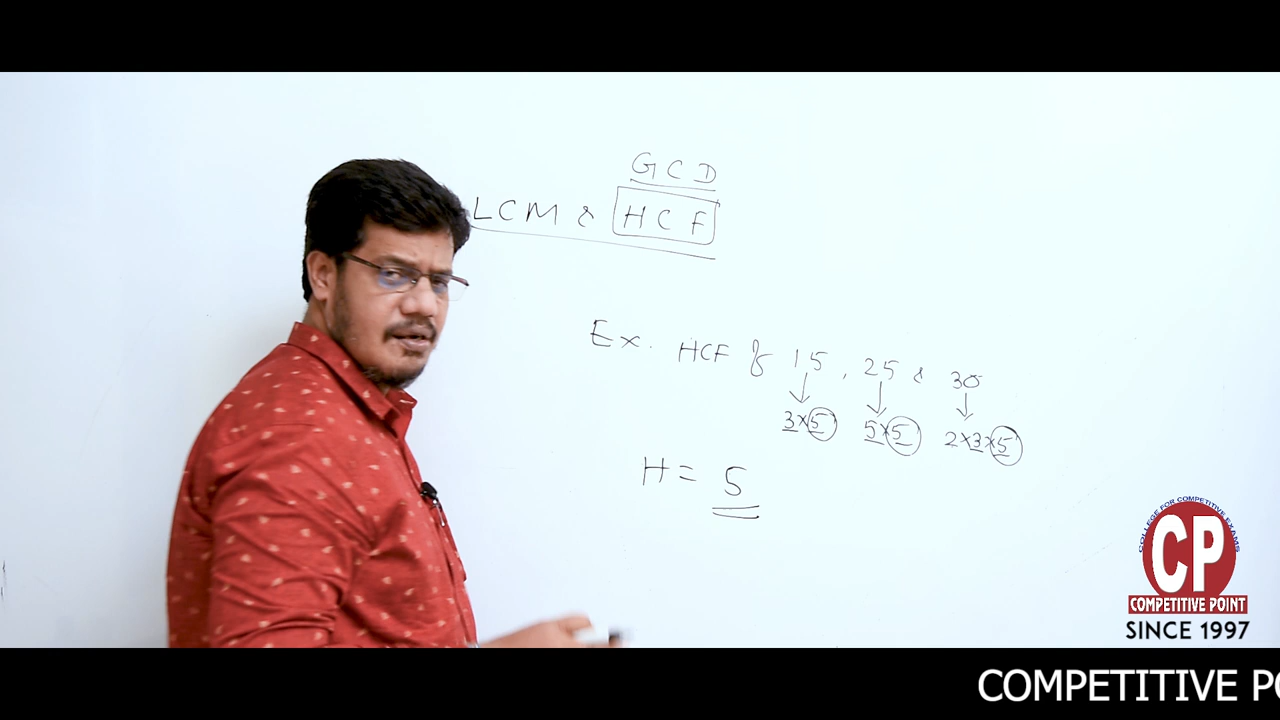 GCD
LCM & HCF
Ex. HCF of 15, 25 & 30
3×5 5×5 2×3×5
H = 5
COLLEGE FOR COMPETITIVE EXAMS
CP
COMPETITIVE POINT
SINCE 1997
COMPETITIVE PO